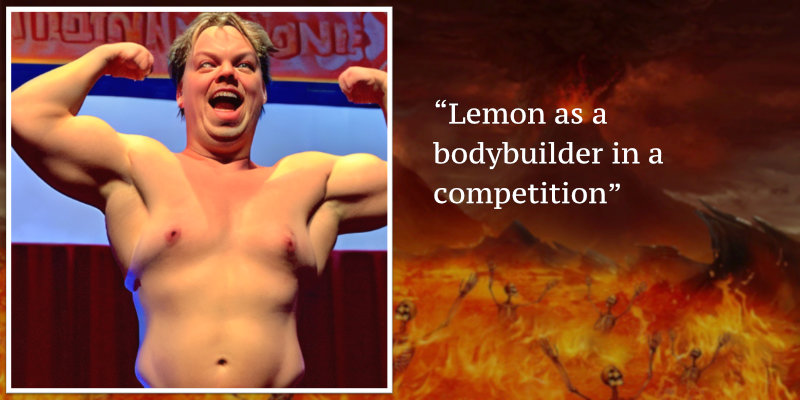 “Lemon as a
bodybuilder in a
competition”